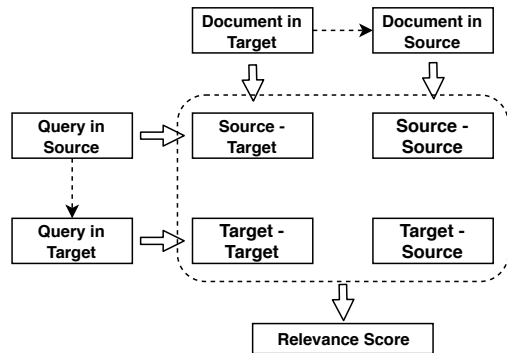 Document in
Target
Document in
Source
Query in
Source
Source -
Target
Source -
Source
Query in
Target
Target -
Target
Target -
Source
Relevance Score